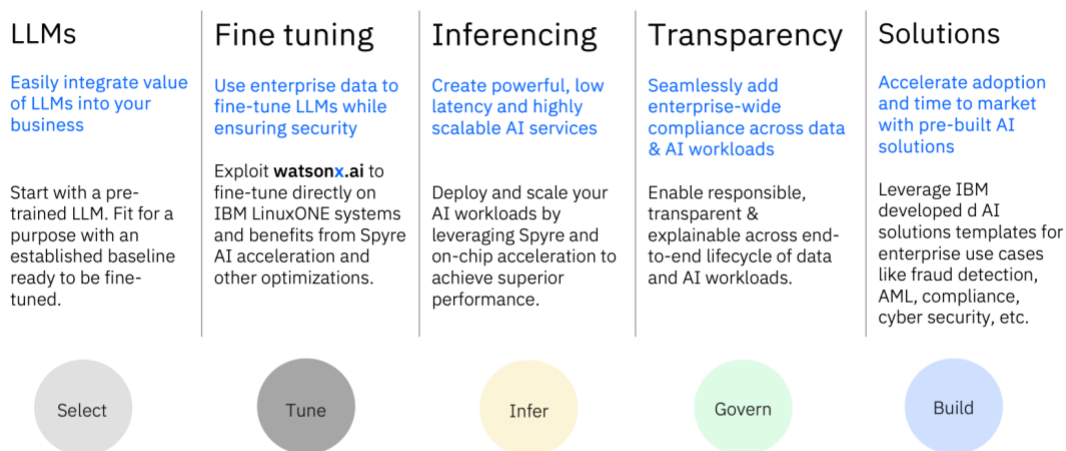 LLMs
Easily integrate value
of LLMs into your
business
Start with a pre-
trained LLM. Fit for a
purpose with an
established baseline
ready to be fine-
tuned.
Select
Fine tuning
Use enterprise data to
fine-tune LLMs while
ensuring security
Exploit watsonx.ai to
fine-tune directly on
IBM LinuxONE systems
and benefits from Spyre
AI acceleration and
other optimizations.
Tune
Inferencing
Create powerful, low
latency and highly
scalable AI services
Deploy and scale your
AI workloads by
leveraging Spyre and
on-chip acceleration to
achieve superior
performance.
Infer
Transparency
Seamlessly add
enterprise-wide
compliance across data
& AI workloads
Enable responsible,
transparent &
explainable across end-
to-end lifecycle of data
and AI workloads.
Govern
Solutions
Accelerate adoption
and time to market
with pre-built AI
solutions
Leverage IBM
developed d AI
solutions templates for
enterprise use cases
like fraud detection,
AML, compliance,
cyber security, etc.
Build